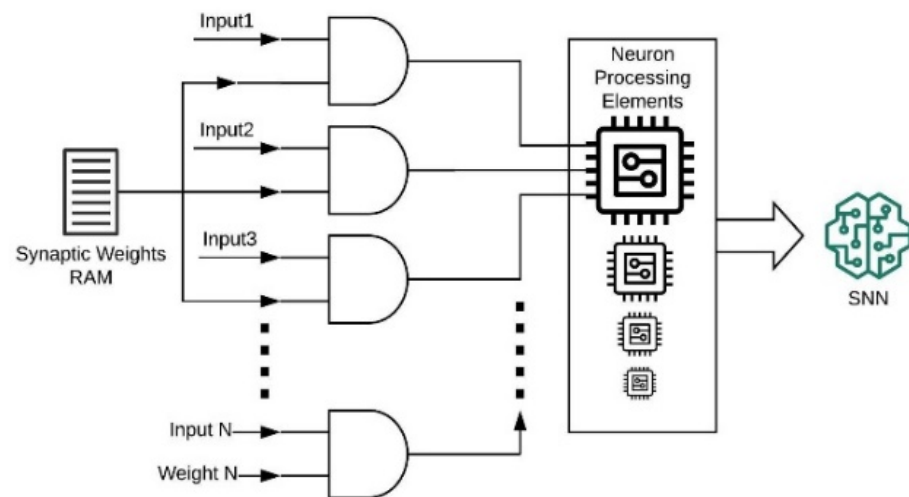 Input1
Input2
Input3
Synaptic Weights
RAM
Input N
Weight N
Neuron
Processing
Elements
SNN